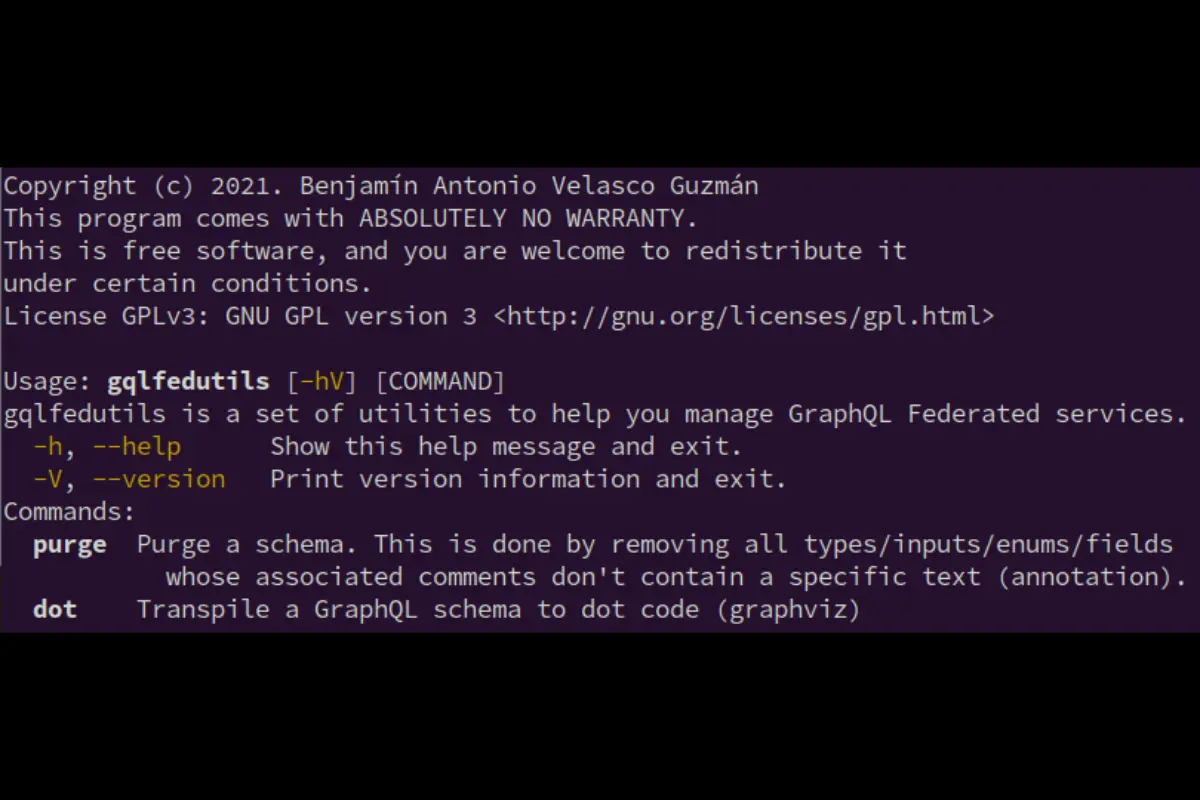 Copyright (c) 2021. Benjamín Antonio Velasco Guzmán
This program comes with ABSOLUTELY NO WARRANTY.
This is free software, and you are welcome to redistribute it
under certain conditions.
License GPLv3: GNU GPL version 3 <http://gnu.org/licenses/gpl.html>
Usage: gqlfedutils [-hV] [COMMAND]
gqlfedutils is a set of utilities to help you manage GraphQL Federated services.
-h, --help Show this help message and exit.
-V, --version Print version information and exit.
Commands:
purge Purge a schema. This is done by removing all types/inputs/enums/fields
whose associated comments don't contain a specific text (annotation).
dot Transpile a GraphQL schema to dot code (graphviz)